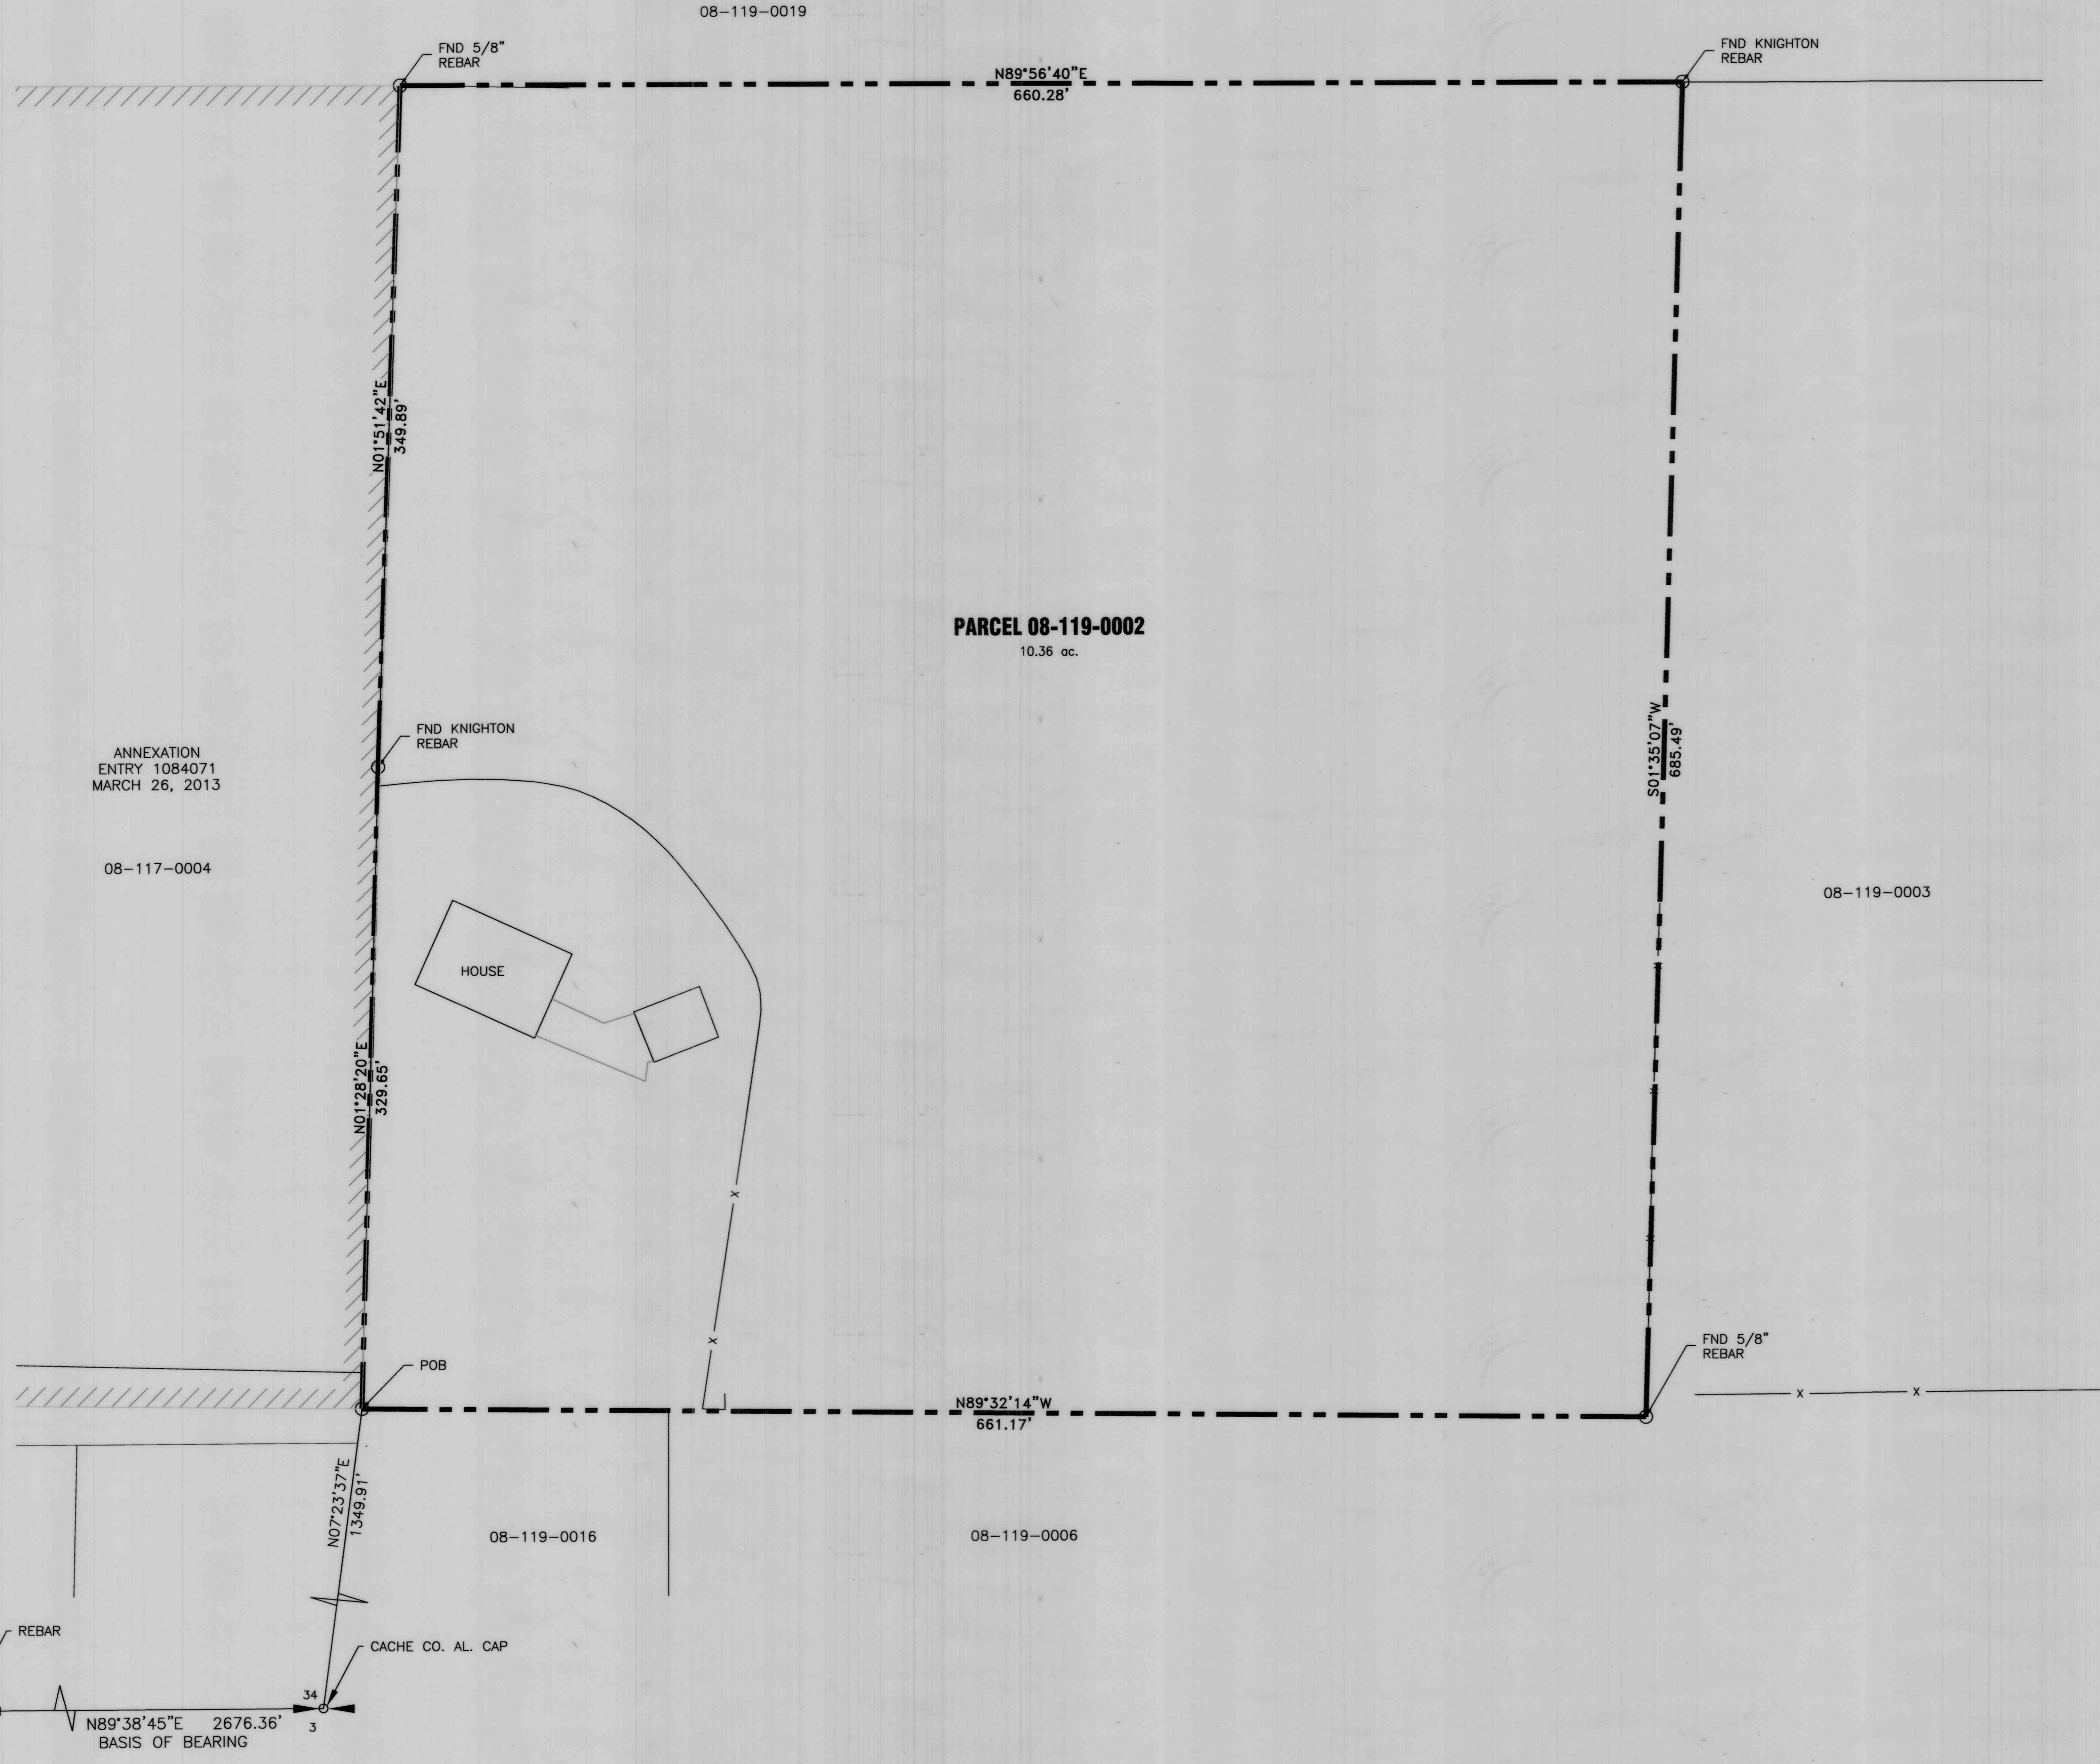 08-119-0019
FND 5/8"
REBAR
FND KNIGHTON
REBAR
N89°56'40"E
660.28'
N01°51'42"E
349.89'
PARCEL 08-119-0002
10.36 ac.
S01°35'07"W
685.49'
FND KNIGHTON
REBAR
ANNEXATION
ENTRY 1084071
MARCH 26, 2013
08-117-0004
08-119-0003
HOUSE
N01°28'20"E
329.65'
X
X
FND 5/8"
REBAR
POB
X
X
N89°32'14"W
661.17'
N07°23'37"E
1349.91'
08-119-0016
08-119-0006
REBAR
CACHE CO. AL. CAP
34
3
N89°38'45"E 2676.36'
BASIS OF BEARING